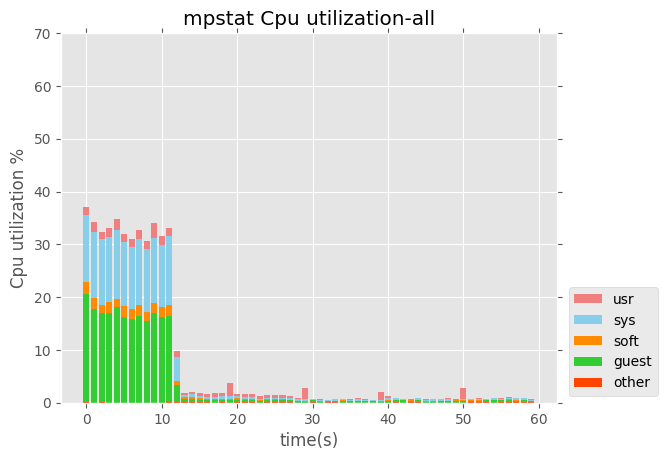 mpstat Cpu utilization-all
70
60
50
40
30
20
10
0
Cpu utilization %
0 10 20 30 40 50 60
time(s)
usr
sys
soft
guest
other